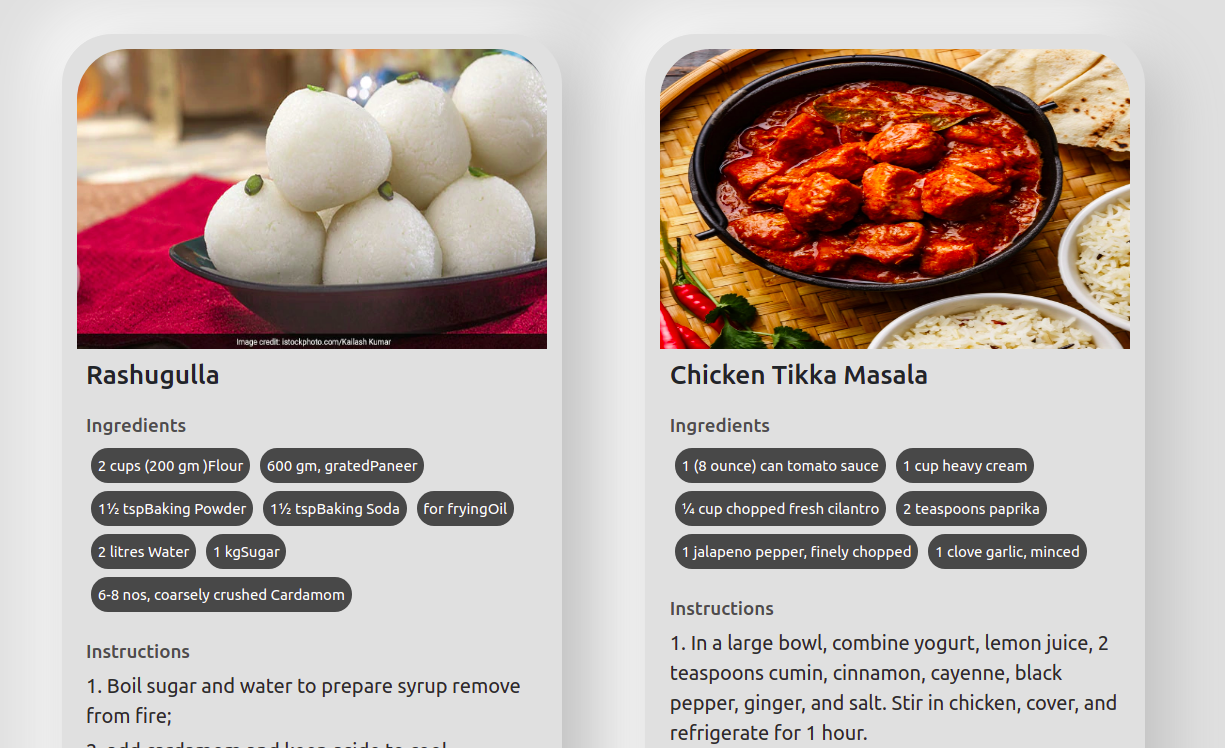 Image credit: istockphoto.com/Kailash Kumar
Rashugulla
Ingredients
2 cups (200 gm )Flour
600 gm, gratedPaneer
1½ tspBaking Powder
1½ tspBaking Soda
for fryingOil
2 litres Water
1 kgSugar
6-8 nos, coarsely crushed Cardamom
Instructions
1. Boil sugar and water to prepare syrup remove
from fire;
Chicken Tikka Masala
Ingredients
1 (8 ounce) can tomato sauce
1 cup heavy cream
¼ cup chopped fresh cilantro
2 teaspoons paprika
1 jalapeno pepper, finely chopped
1 clove garlic, minced
Instructions
1. In a large bowl, combine yogurt, lemon juice, 2
teaspoons cumin, cinnamon, cayenne, black
pepper, ginger, and salt. Stir in chicken, cover, and
refrigerate for 1 hour.